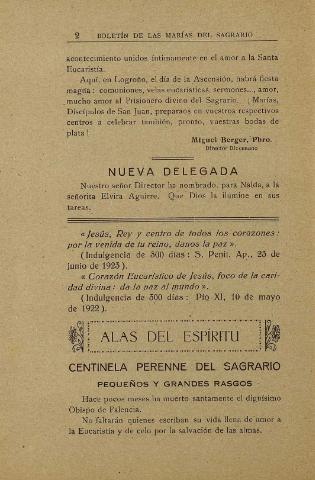 2 BOLETÍN DE LAS MARÍAS DEL SAGRARIO
acontecimiento unidos íntimamente en el amor a la Santa
Eucaristía.
Aquí, en Logroño, el día de la Ascensión, habrá fiesta
magna: comuniones, velas eucarísticas, sermones..., amor,
mucho amor al Prisionero divino del Sagrario. ¡Marías,
Discípulos de San Juan, preparaos en vuestros respectivos
centros a celebrar también, pronto, vuestras bodas de
plata!
Miguel Berger, Pbro.
Director Diocesano
NUEVA DELEGADA
Nuestro señor Director ha nombrado, para Nalda, a la
señorita Elvira Aguirre. Que Dios la ilumine en sus
tareas.
«Jesús, Rey y centro de todos los corazones:
por la venida de tu reino, danos la paz».
(Indulgencia de 300 días: S. Penit. Ap., 23 de
junio de 1923).
«Corazón Eucarístico de Jesús, foco de la cari-
dad divina: da la paz al mundo».
(Indulgencia de 300 días: Pío XI, 10 de mayo
de 1922).
ALAS DEL ESPÍRITU
CENTINELA PERENNE DEL SAGRARIO
PEQUEÑOS Y GRANDES RASGOS
Hace pocos meses ha muerto santamente el dignísimo
Obispo de Palencia.
No faltarán quienes escriban su vida llena de amor a
la Eucaristía y de celo por la salvación de las almas.